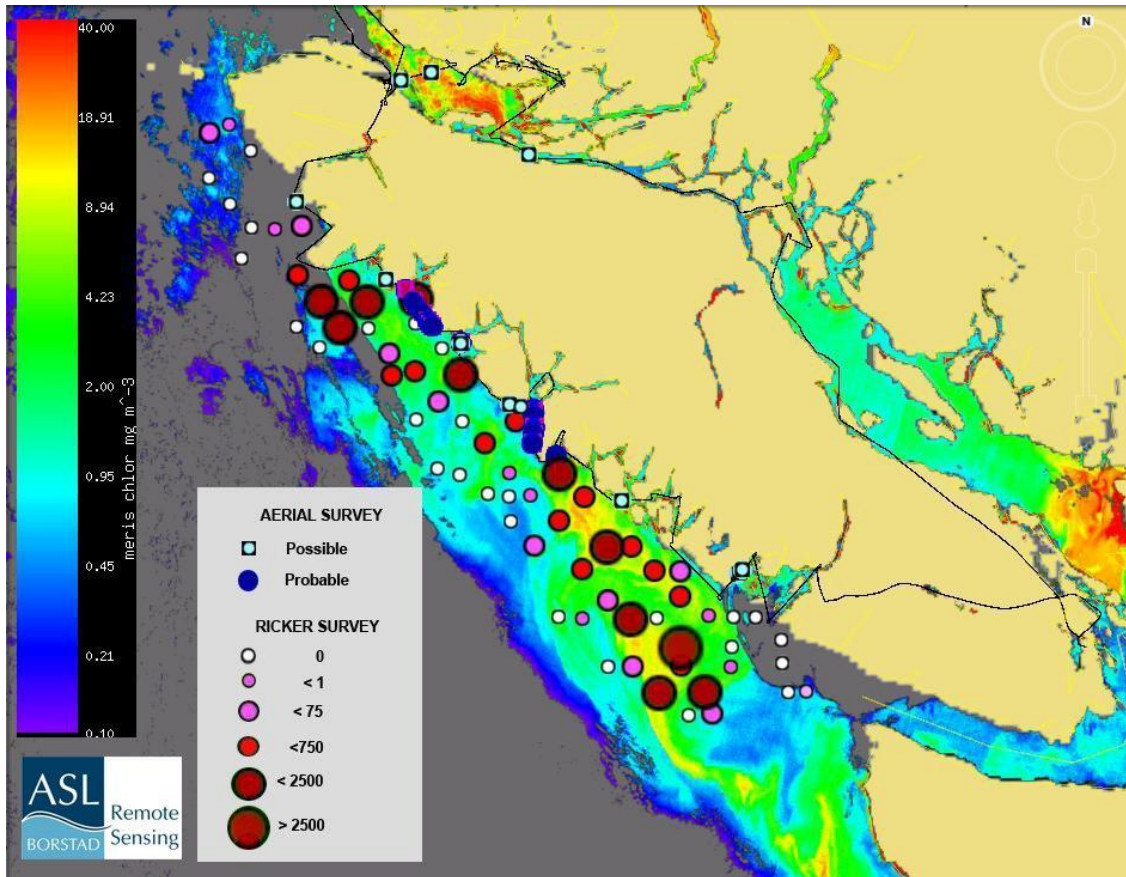 40.00
18.91
8.94
4.23
2.00
0.95
0.45
0.21
0.10
meris chlor mg m^-3
N
AERIAL SURVEY
Possible
Probable
RICKER SURVEY
0
< 1
< 75
<750
< 2500
> 2500
ASL
BORSTAD
Remote
Sensing